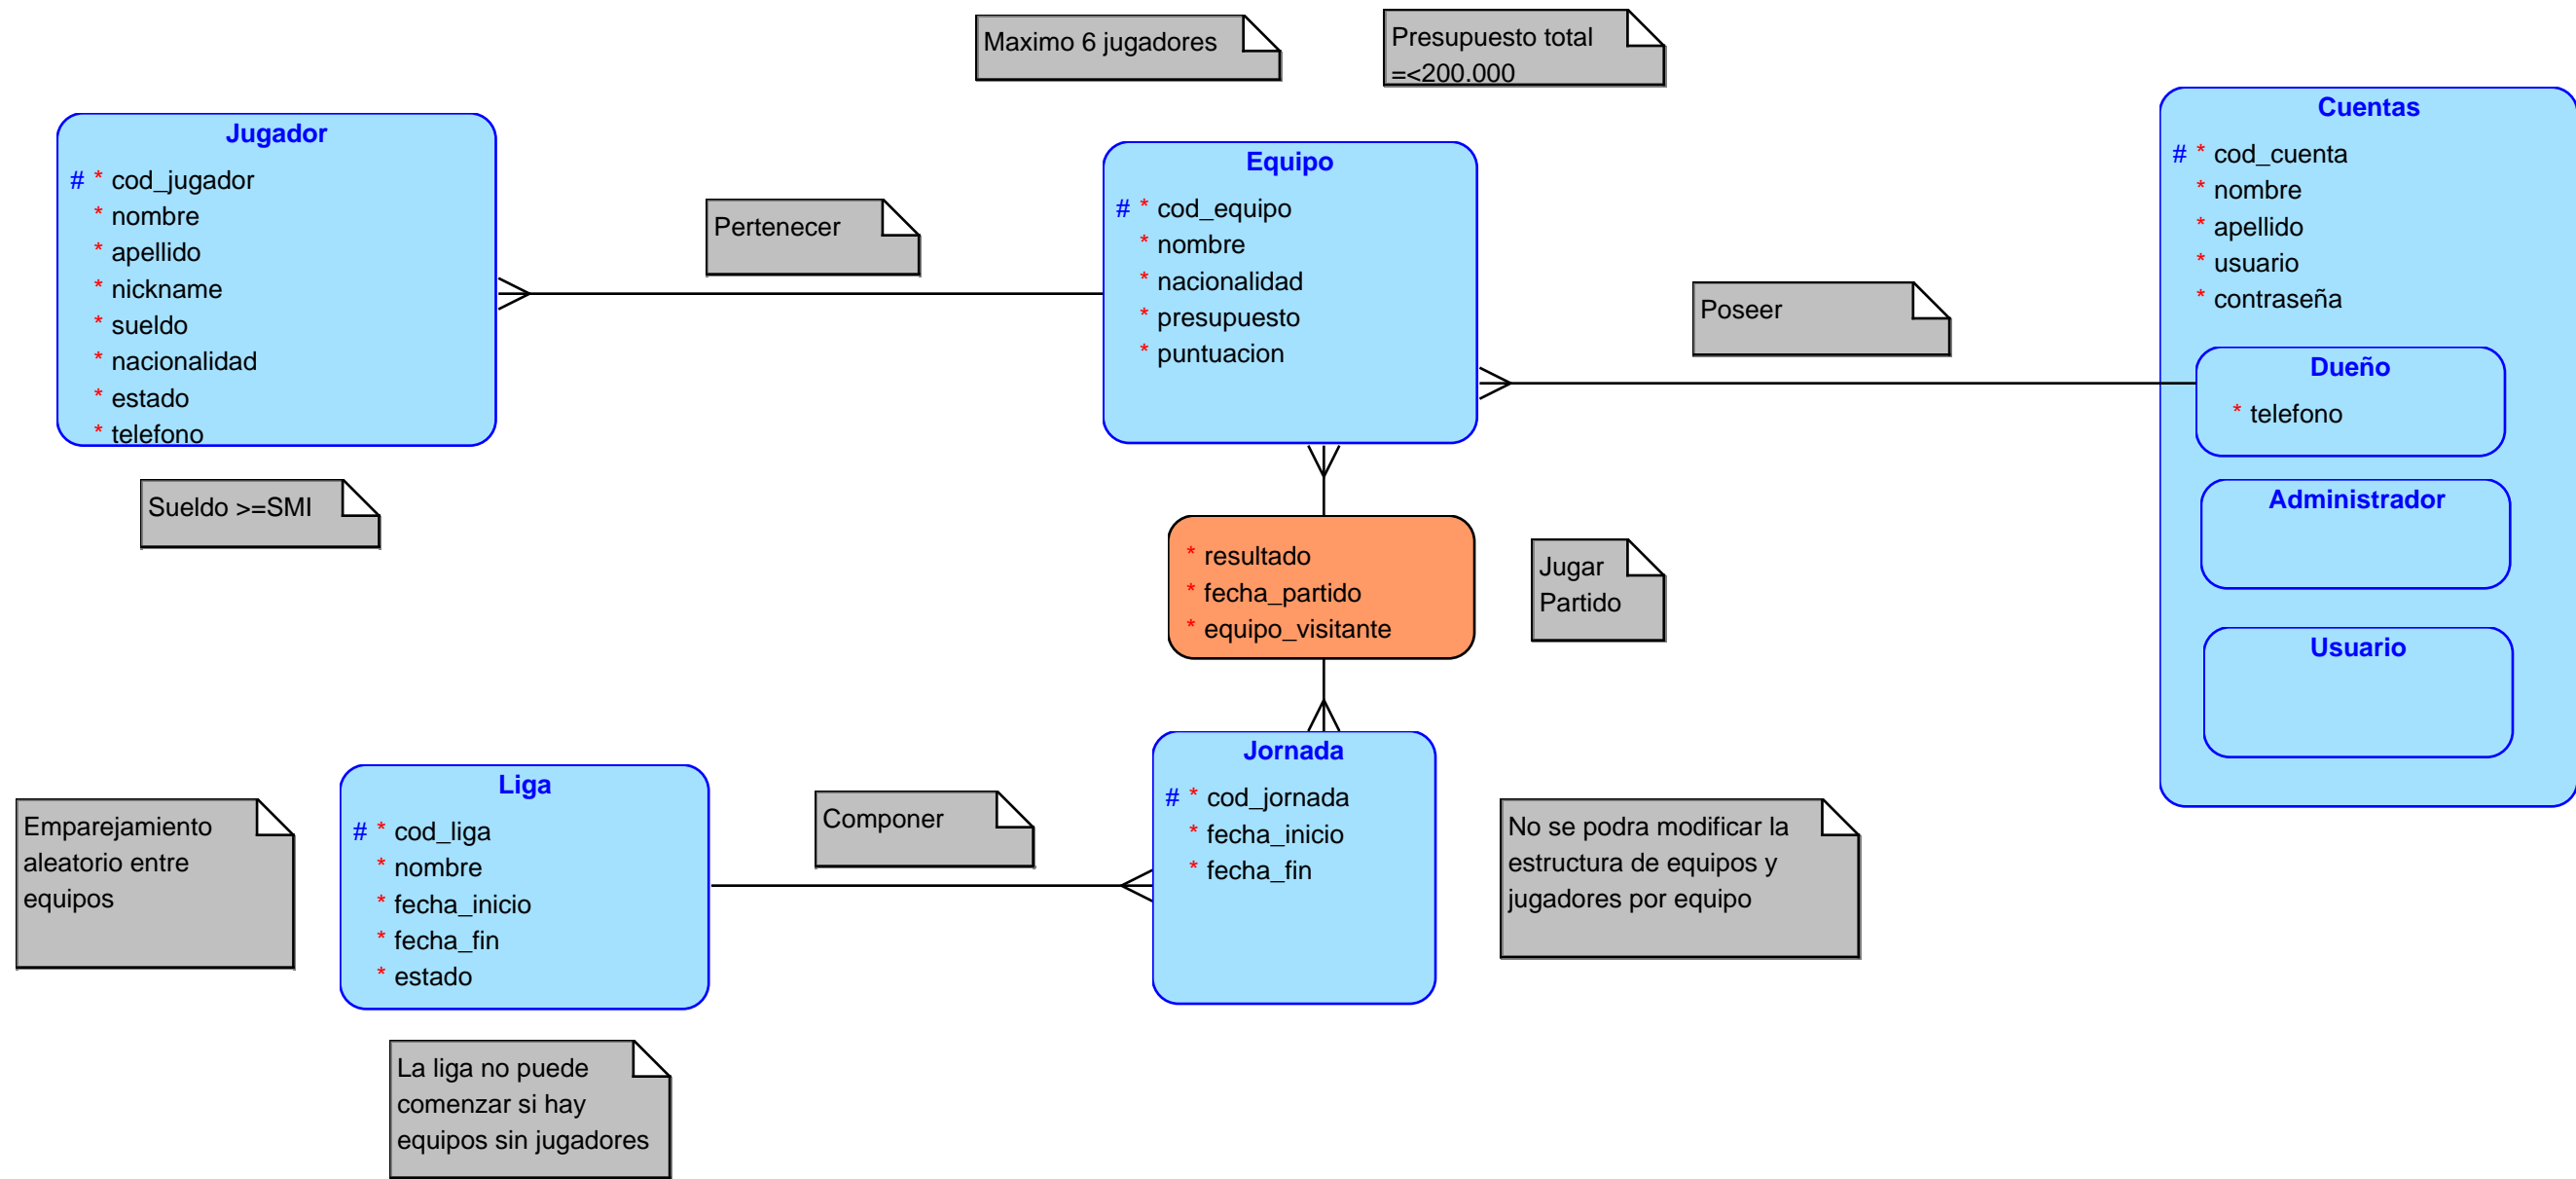 Maximo 6 jugadores
Presupuesto total
=<200.000
Jugador
# * cod_jugador
* nombre
* apellido
* nickname
* sueldo
* nacionalidad
* estado
* telefono
Sueldo >=SMI
Pertenecer
Equipo
# * cod_equipo
* nombre
* nacionalidad
* presupuesto
* puntuacion
Poseer
Cuentas
# * cod_cuenta
* nombre
* apellido
* usuario
* contraseña
Dueño
* telefono
Administrador
Usuario
* resultado
* fecha_partido
* equipo_visitante
Jugar
Partido
Emparejamiento
aleatorio entre
equipos
Liga
# * cod_liga
* nombre
* fecha_inicio
* fecha_fin
* estado
Componer
Jornada
# * cod_jornada
* fecha_inicio
* fecha_fin
No se podra modificar la
estructura de equipos y
jugadores por equipo
La liga no puede
comenzar si hay
equipos sin jugadores